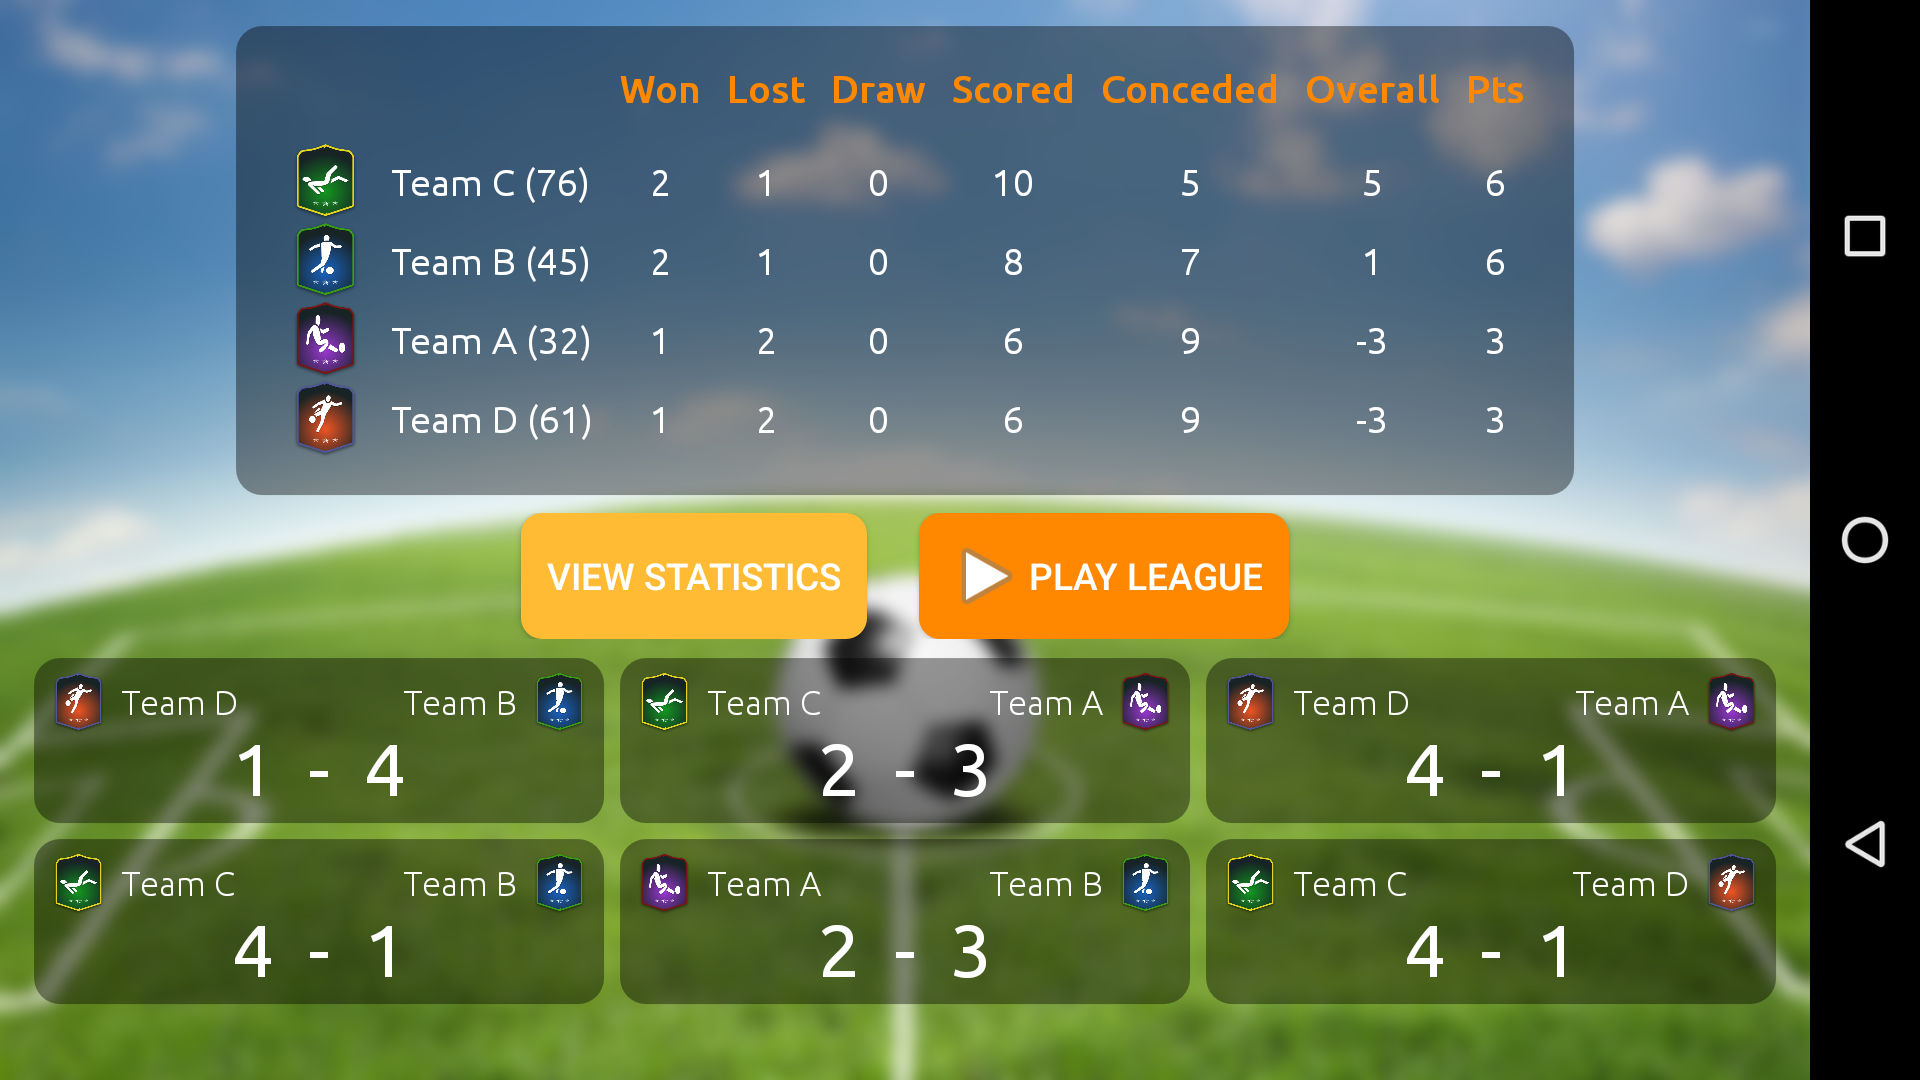 Won Lost Draw Scored Conceded Overall Pts
Team C (76) 2 1 0 10 5 5 6
Team B (45) 2 1 0 8 7 1 6
Team A (32) 1 2 0 6 9 -3 3
Team D (61) 1 2 0 6 9 -3 3
VIEW STATISTICS PLAY LEAGUE
Team D Team B
1 - 4
Team C Team A
2 - 3
Team D Team A
4 - 1
Team C Team B
4 - 1
Team A Team B
2 - 3
Team C Team D
4 - 1